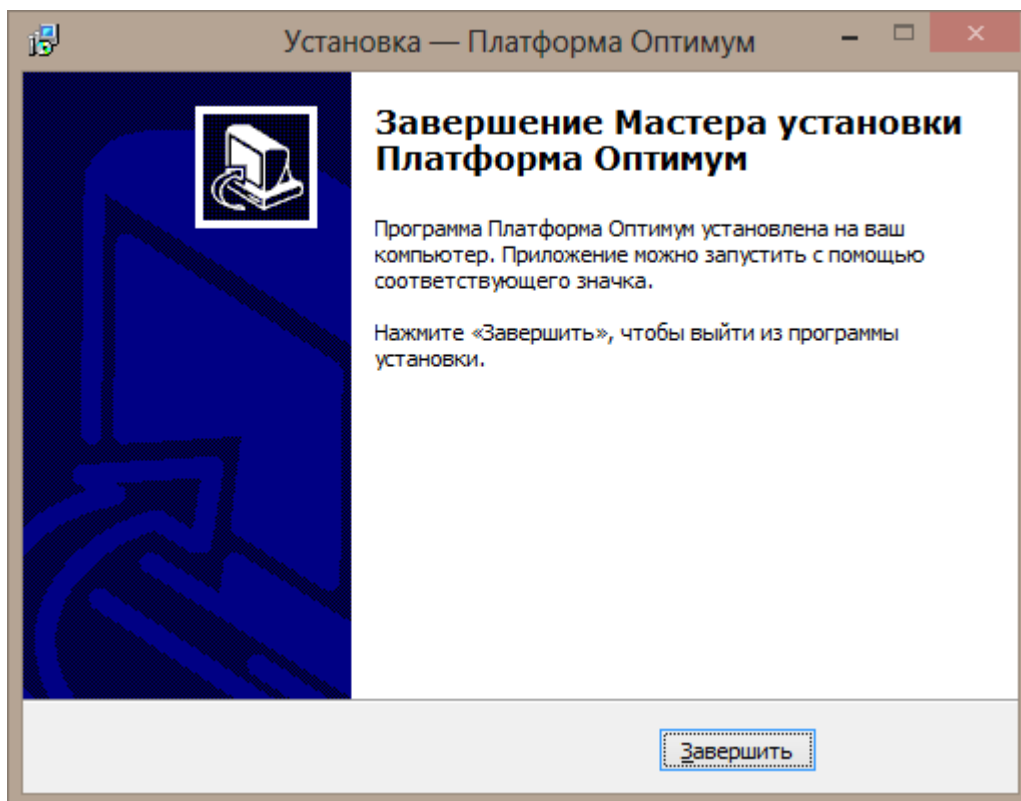 Установка — Платформа Оптимум
Завершение Мастера установки
Платформа Оптимум
Программа Платформа Оптимум установлена на ваш
компьютер. Приложение можно запустить с помощью
соответствующего значка.
Нажмите «Завершить», чтобы выйти из программы
установки.
Завершить